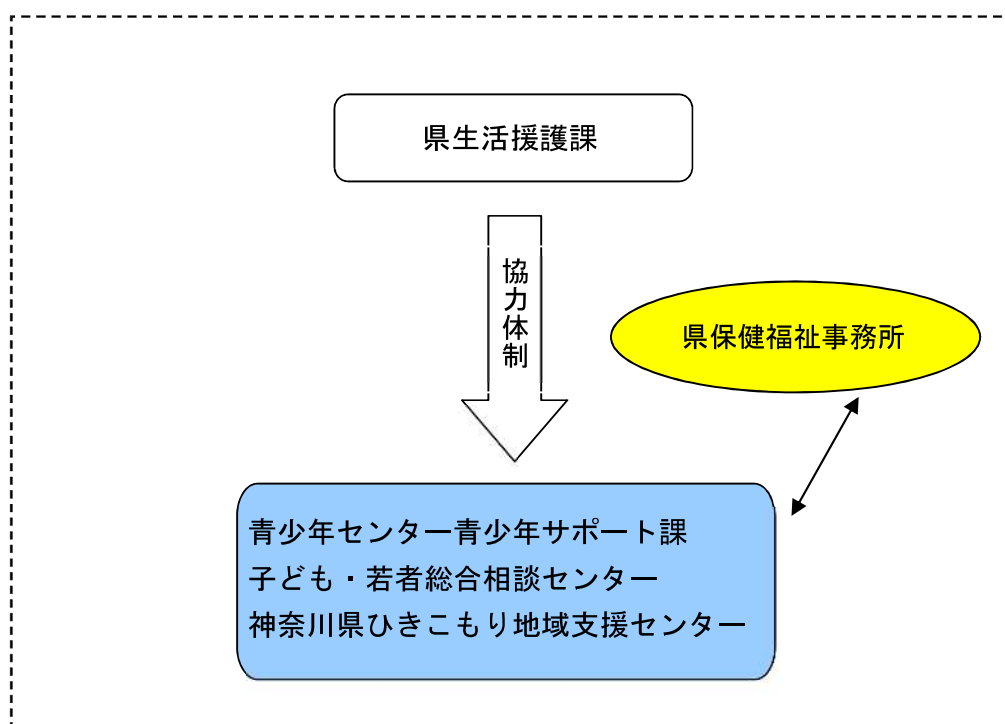 県生活援護課
協力体制
県保健福祉事務所
青少年センター青少年サポート課
子ども・若者総合相談センター
神奈川県ひきこもり地域支援センター